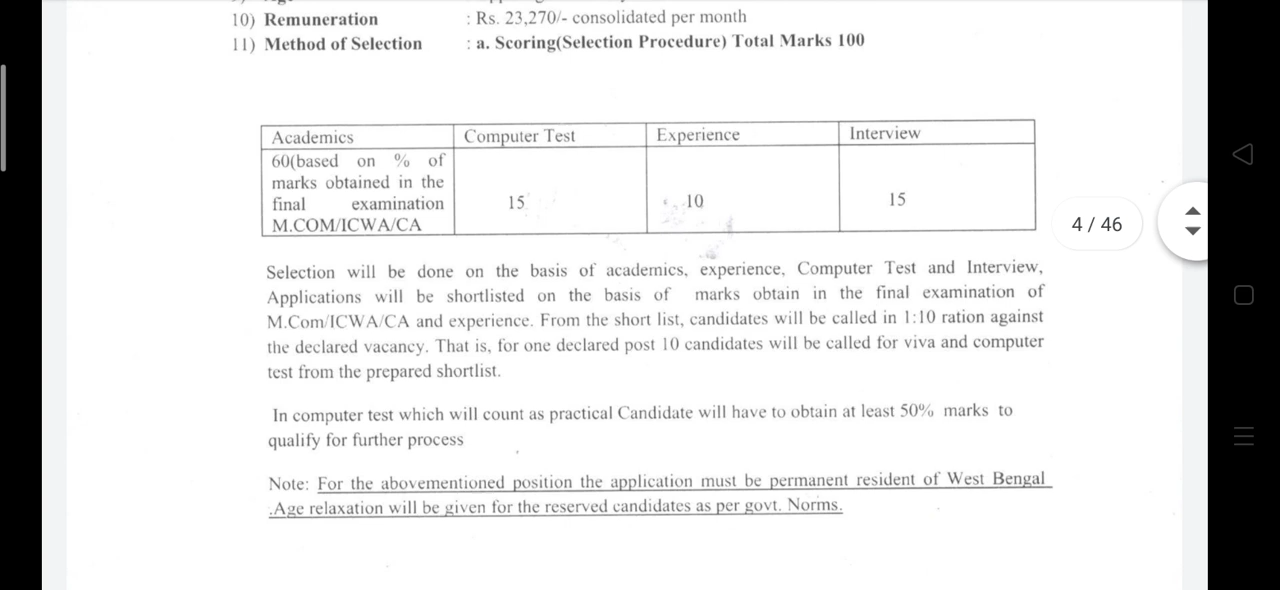 10) Remuneration : Rs. 23,270/- consolidated per month
11) Method of Selection : a. Scoring(Selection Procedure) Total Marks 100
Academics Computer Test Experience Interview
60(based on % of
marks obtained in the
final examination 15 10 15
M.COM/ICWA/CA
4 / 46
Selection will be done on the basis of academics, experience, Computer Test and Interview,
Applications will be shortlisted on the basis of marks obtain in the final examination of
M.Com/ICWA/CA and experience. From the short list, candidates will be called in 1:10 ration against
the declared vacancy. That is, for one declared post 10 candidates will be called for viva and computer
test from the prepared shortlist.
In computer test which will count as practical Candidate will have to obtain at least 50% marks to
qualify for further process
Note: For the abovementioned position the application must be permanent resident of West Bengal
.Age relaxation will be given for the reserved candidates as per govt. Norms.